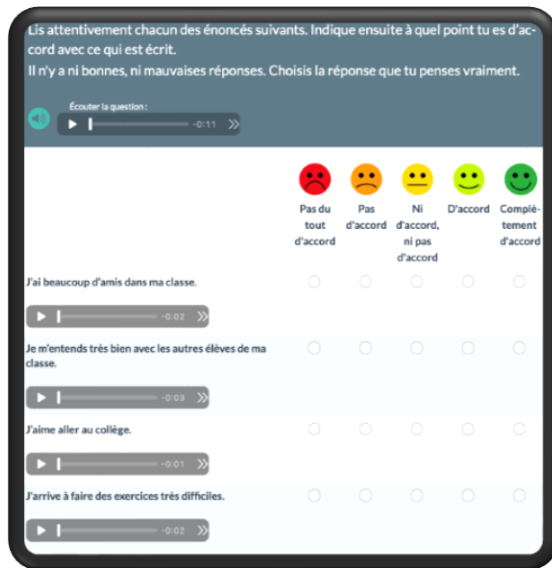 Lis attentivement chacun des énoncés suivants. Indique ensuite à quel point tu es d'ac-
cord avec ce qui est écrit.
Il n'y a ni bonnes, ni mauvaises réponses. Choisis la réponse que tu penses vraiment.
Écouter la question :
-0:11
Pas du tout d'accord
Pas d'accord
Ni d'accord, ni pas d'accord
D'accord
Complè-tement d'accord
J'ai beaucoup d'amis dans ma classe.
-0:02
Je m'entends très bien avec les autres élèves de ma
classe.
-0:03
J'aime aller au collège.
-0:01
J'arrive à faire des exercices très difficiles.
-0:02